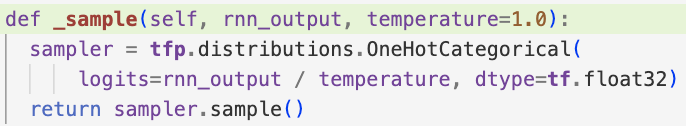 def _sample(self, rnn_output, temperature=1.0):
  sampler = tfp.distributions.OneHotCategorical(
      logits=rnn_output / temperature, dtype=tf.float32)
  return sampler.sample()